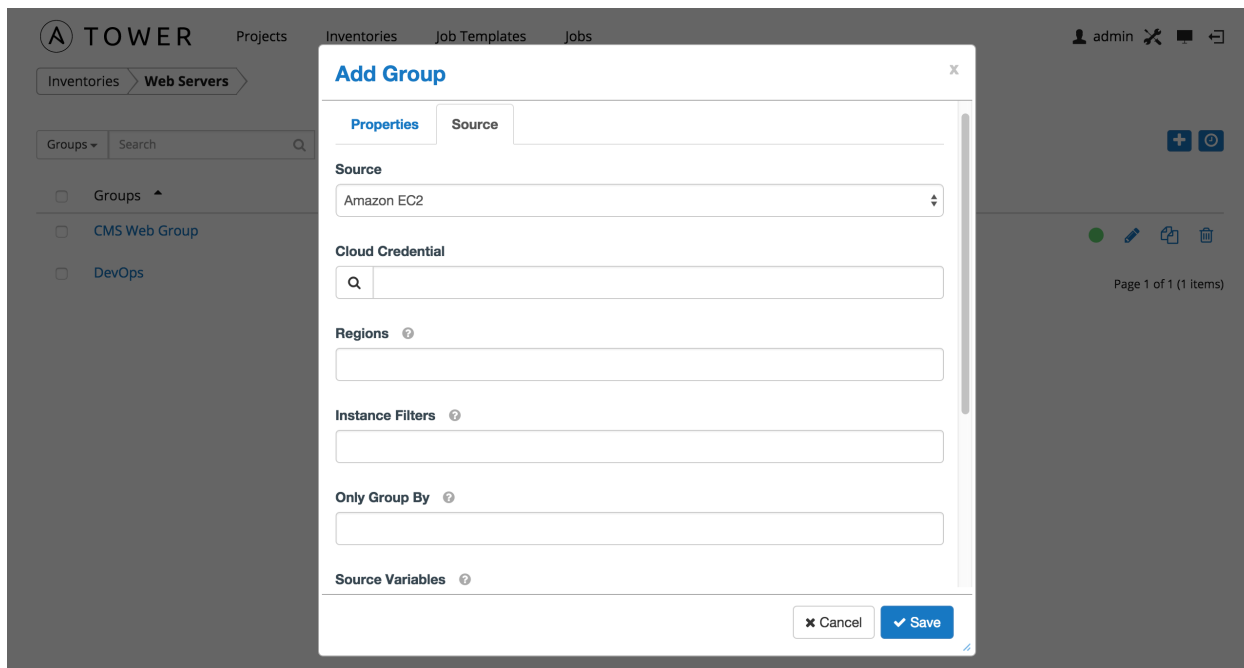 A TOWER Projects Inventories Job Templates Jobs admin
Add Group x
Inventories Web Servers
Properties Source
Groups Search
Source
Amazon EC2
Groups
CMS Web Group
Cloud Credential
DevOps
Page 1 of 1 (1 items)
Regions ?
Instance Filters ?
Only Group By ?
Source Variables ?
Cancel Save